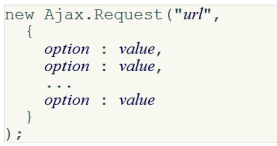 new Ajax.Request("url",
{
option : value,
option : value,
...
option : value
}
);